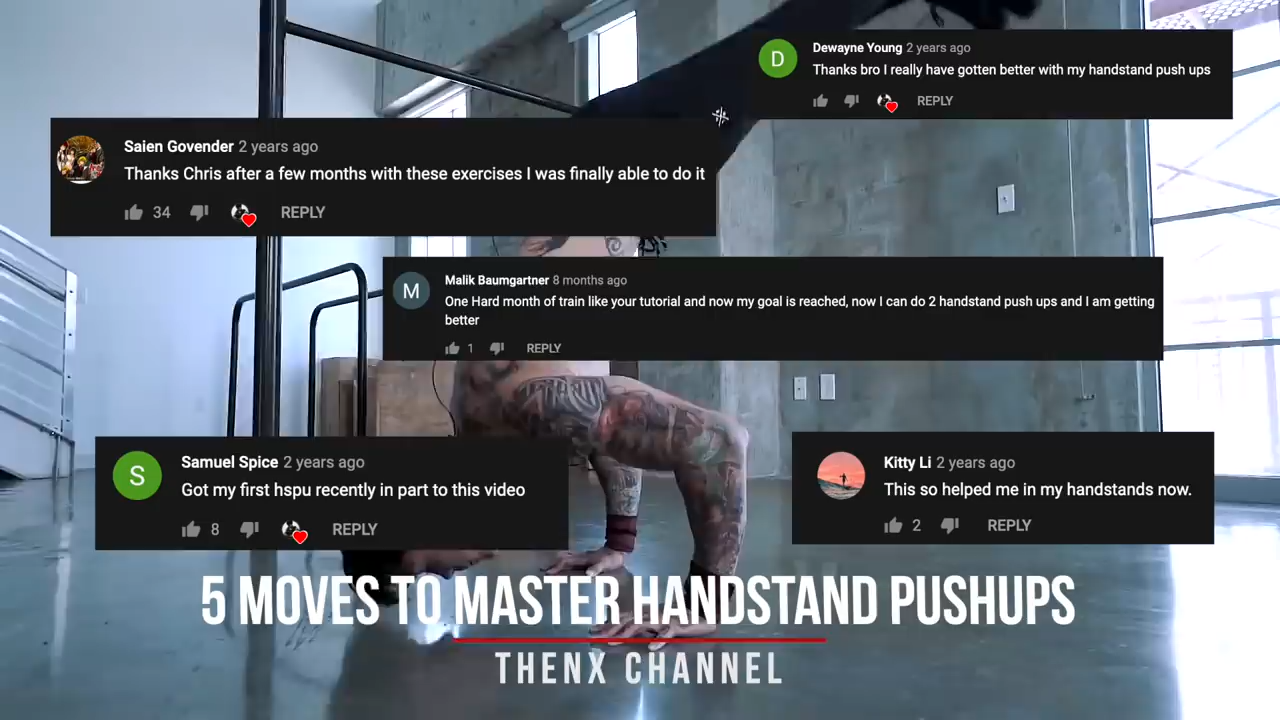 D
Dewayne Young 2 years ago
Thanks bro I really have gotten better with my handstand push ups
REPLY
Saien Govender 2 years ago
Thanks Chris after a few months with these exercises I was finally able to do it
34 REPLY
M
Malik Baumgartner 8 months ago
One Hard month of train like your tutorial and now my goal is reached, now I can do 2 handstand push ups and I am getting
better
1 REPLY
S
Samuel Spice 2 years ago
Got my first hspu recently in part to this video
8 REPLY
Kitty Li 2 years ago
This so helped me in my handstands now.
2 REPLY
5 MOVES TO MASTER HANDSTAND PUSHUPS
THENX CHANNEL